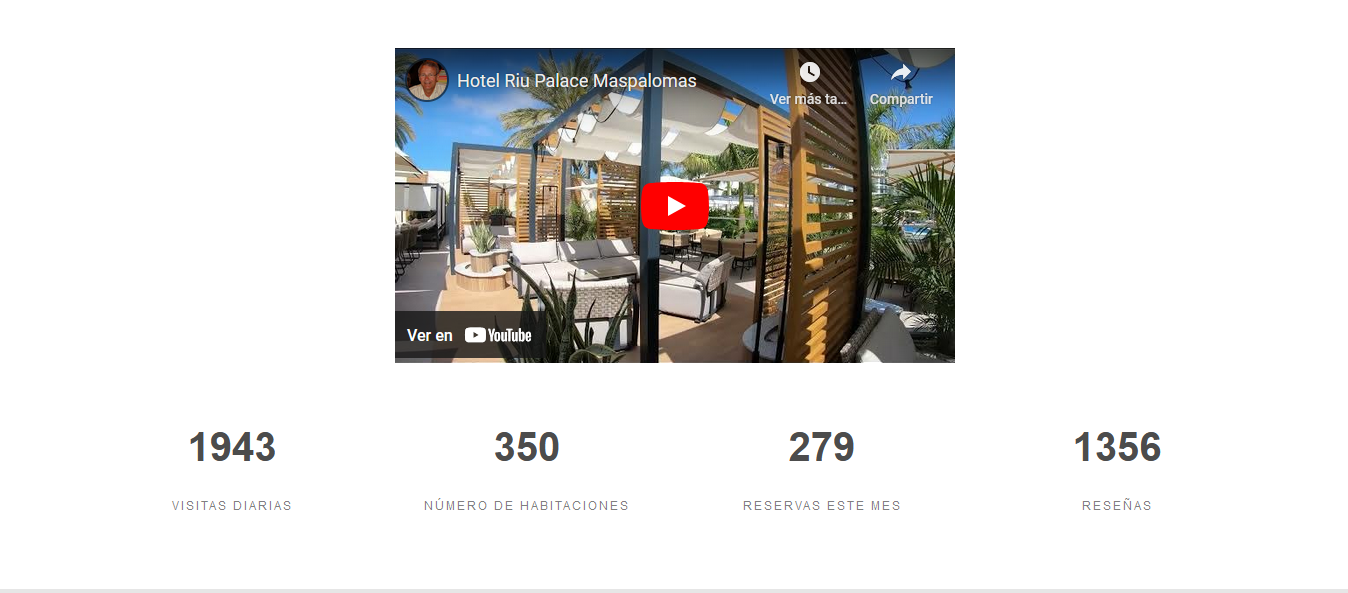 Hotel Riu Palace Maspalomas
Ver más ta...
Compartir
Ver en YouTube
1943
350
279
1356
VISITAS DIARIAS
NÚMERO DE HABITACIONES
RESERVAS ESTE MES
RESEÑAS